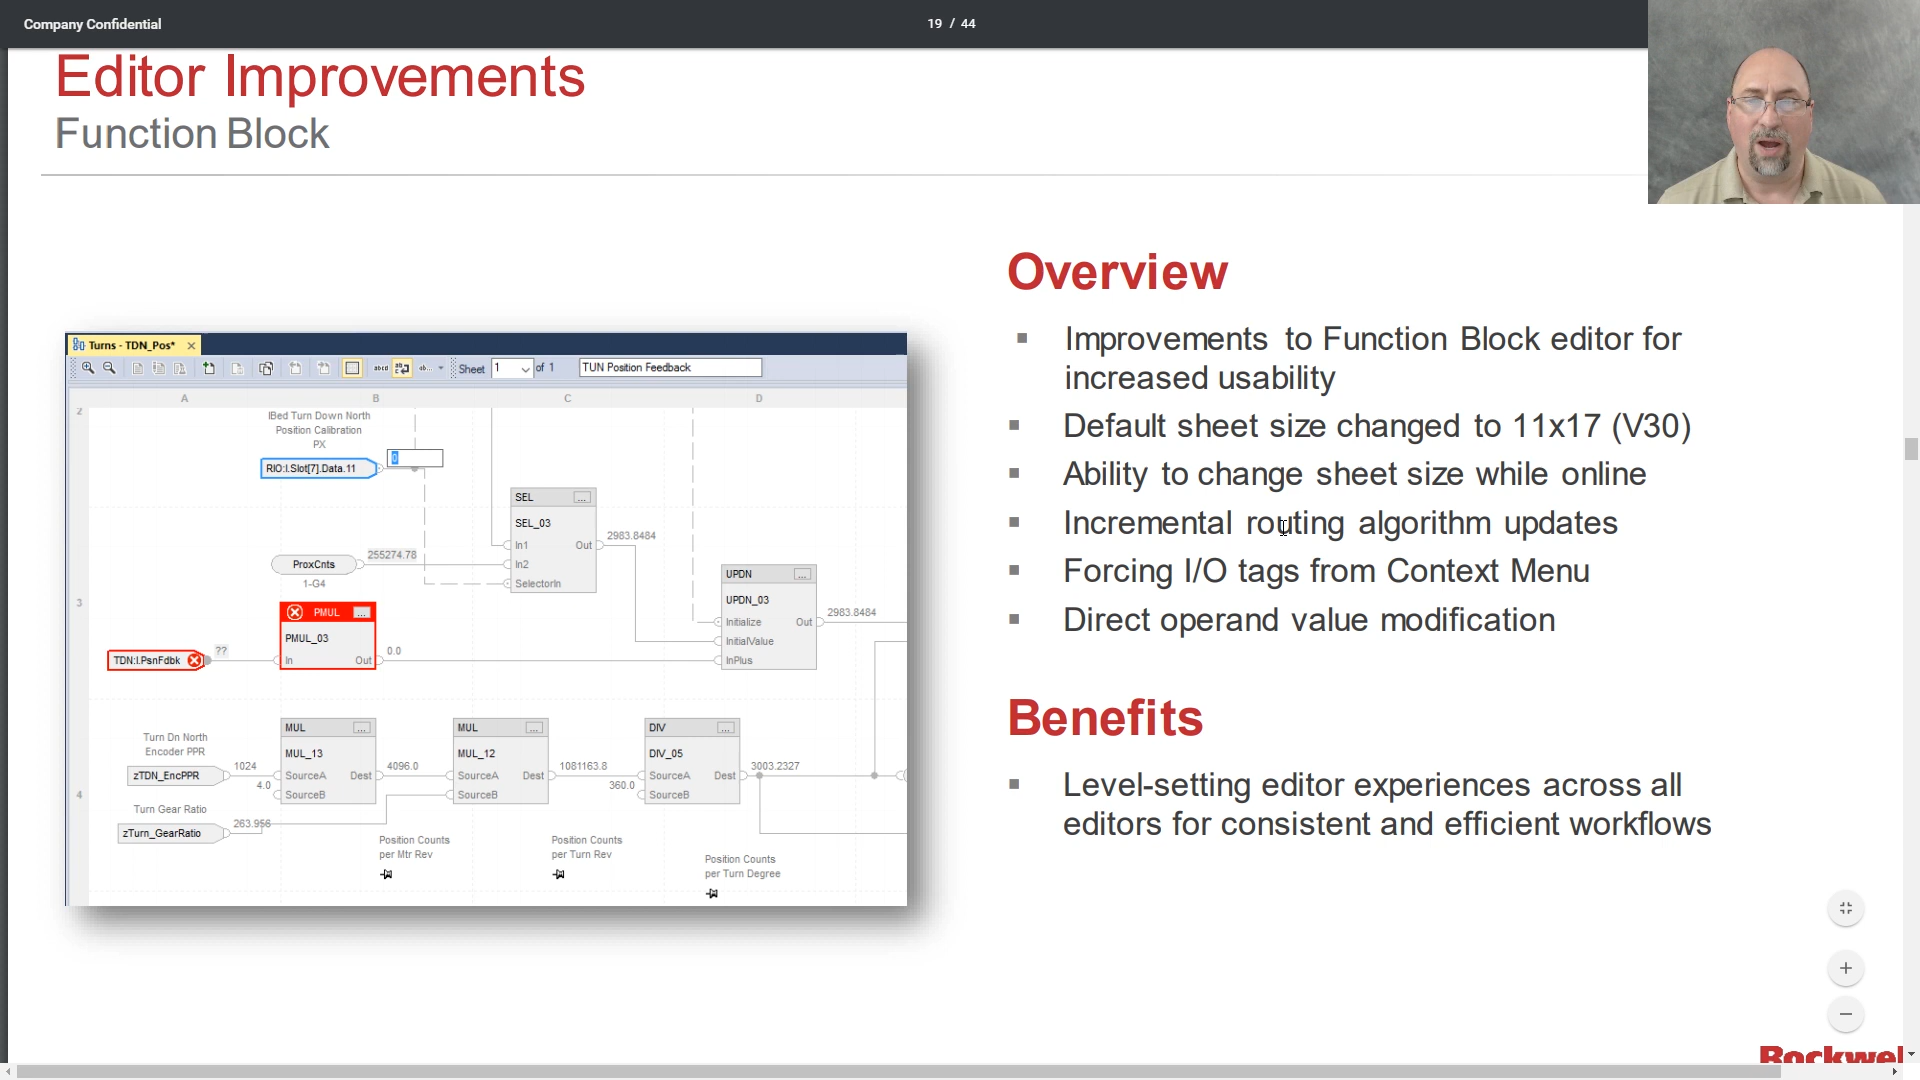 Company Confidential
19 / 44
Editor Improvements
Function Block
Turns - TDN_Pos*
abcd
ab...
Sheet 1 of 1
TUN Position Feedback
A B C D
2
IBed Turn Down North
Position Calibration
PX
RIO:I.Slot[7].Data.11
0
SEL ...
SEL_03
In1 Out
2983.8484
In2
SelectorIn
ProxCnts
255274.78
1-G4
3
PMUL ...
PMUL_03
In Out
0.0
TDN:I.PsnFdbk
??
UPDN ...
UPDN_03
Initialize Out
2983.8484
InitialValue
InPlus
4
Turn Dn North
Encoder PPR
zTDN_EncPPR
1024
4.0
Turn Gear Ratio
zTurn_GearRatio
263.956
MUL ...
MUL_13
SourceA Dest
SourceB
4096.0
MUL ...
MUL_12
SourceA Dest
SourceB
1081163.8
360.0
DIV ...
DIV_05
SourceA Dest
SourceB
3003.2327
Position Counts
per Mtr Rev
Position Counts
per Turn Rev
Position Counts
per Turn Degree
Overview
Improvements to Function Block editor for
increased usability
Default sheet size changed to 11x17 (V30)
Ability to change sheet size while online
Incremental routing algorithm updates
Forcing I/O tags from Context Menu
Direct operand value modification
Benefits
Level-setting editor experiences across all
editors for consistent and efficient workflows
Rockwel